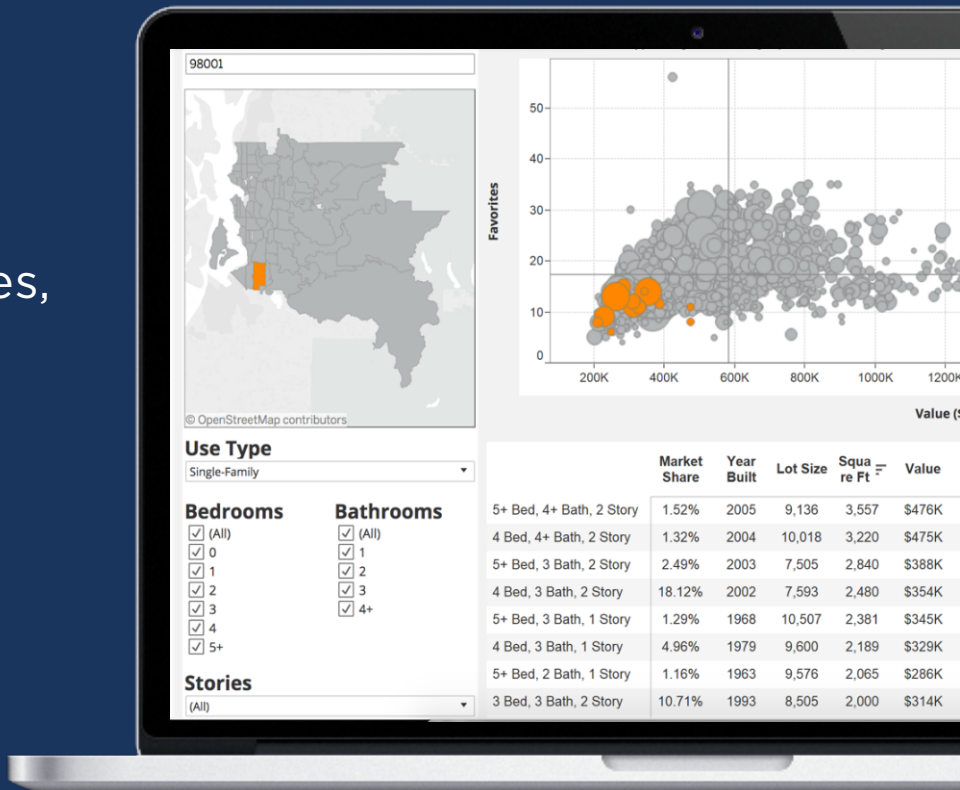 es,
98001
© OpenStreetMap contributors
Use Type
Single-Family
Bedrooms
Bathrooms
(All)
0
1
2
3
4
5+
(All)
1
2
3
4+
Stories
(All)
Favorites
50
40
30
20
10
0
200K 400K 600K 800K 1000K 1200K
Value ($
Market Share Year Built Lot Size Squa re Ft Value
5+ Bed, 4+ Bath, 2 Story 1.52% 2005 9,136 3,557 $476K
4 Bed, 4+ Bath, 2 Story 1.32% 2004 10,018 3,220 $475K
5+ Bed, 3 Bath, 2 Story 2.49% 2003 7,505 2,840 $388K
4 Bed, 3 Bath, 2 Story 18.12% 2002 7,593 2,480 $354K
5+ Bed, 3 Bath, 1 Story 1.29% 1968 10,507 2,381 $345K
4 Bed, 3 Bath, 1 Story 4.96% 1979 9,600 2,189 $329K
5+ Bed, 2 Bath, 1 Story 1.16% 1963 9,576 2,065 $286K
3 Bed, 3 Bath, 2 Story 10.71% 1993 8,505 2,000 $314K